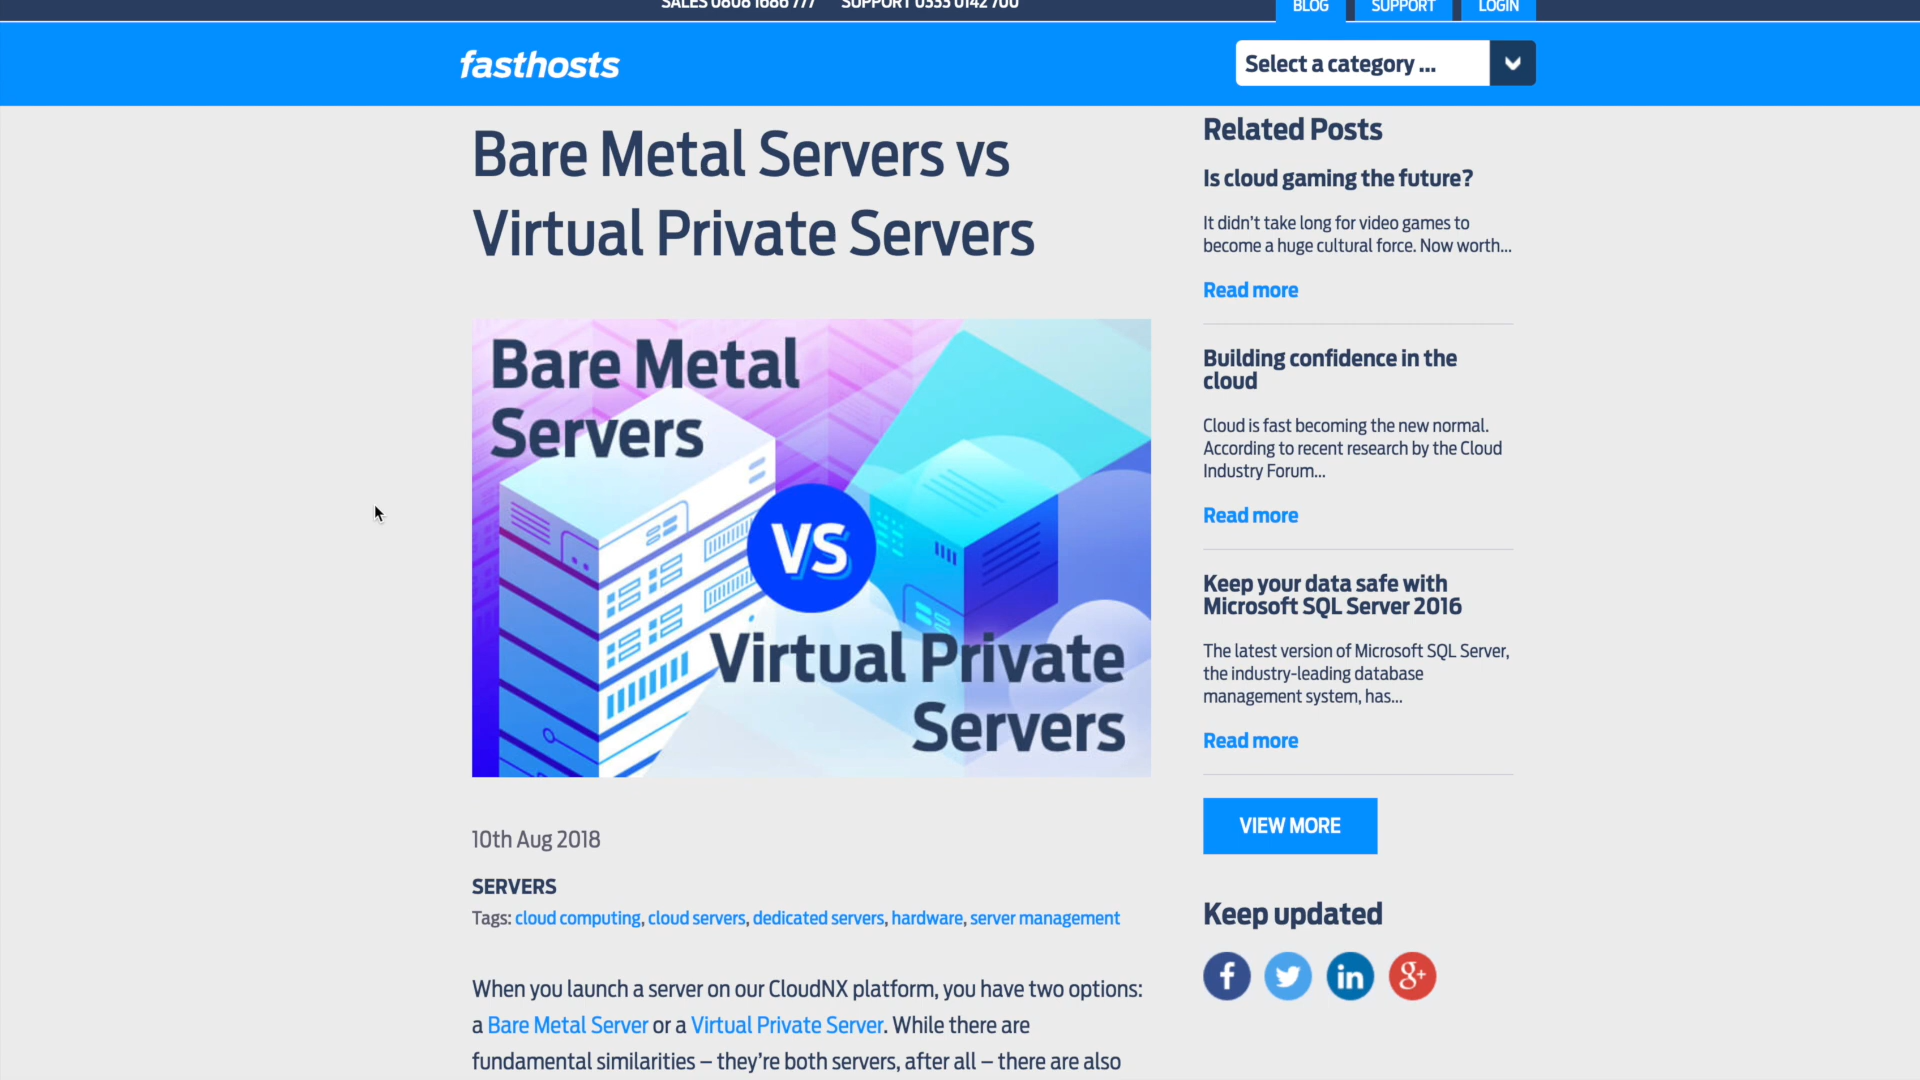 SALES 0808 1686 777 SUPPORT 0333 0142 700
BLOG SUPPORT LOGIN
fasthosts
Select a category ...
Bare Metal Servers vs
Virtual Private Servers
Bare Metal
Servers
VS
Virtual Private
Servers
10th Aug 2018
SERVERS
Tags: cloud computing, cloud servers, dedicated servers, hardware, server management
When you launch a server on our CloudNX platform, you have two options:
a Bare Metal Server or a Virtual Private Server. While there are
fundamental similarities – they're both servers, after all – there are also
Related Posts
Is cloud gaming the future?
It didn't take long for video games to
become a huge cultural force. Now worth...
Read more
Building confidence in the
cloud
Cloud is fast becoming the new normal.
According to recent research by the Cloud
Industry Forum...
Read more
Keep your data safe with
Microsoft SQL Server 2016
The latest version of Microsoft SQL Server,
the industry-leading database
management system, has...
Read more
VIEW MORE
Keep updated
f in g+